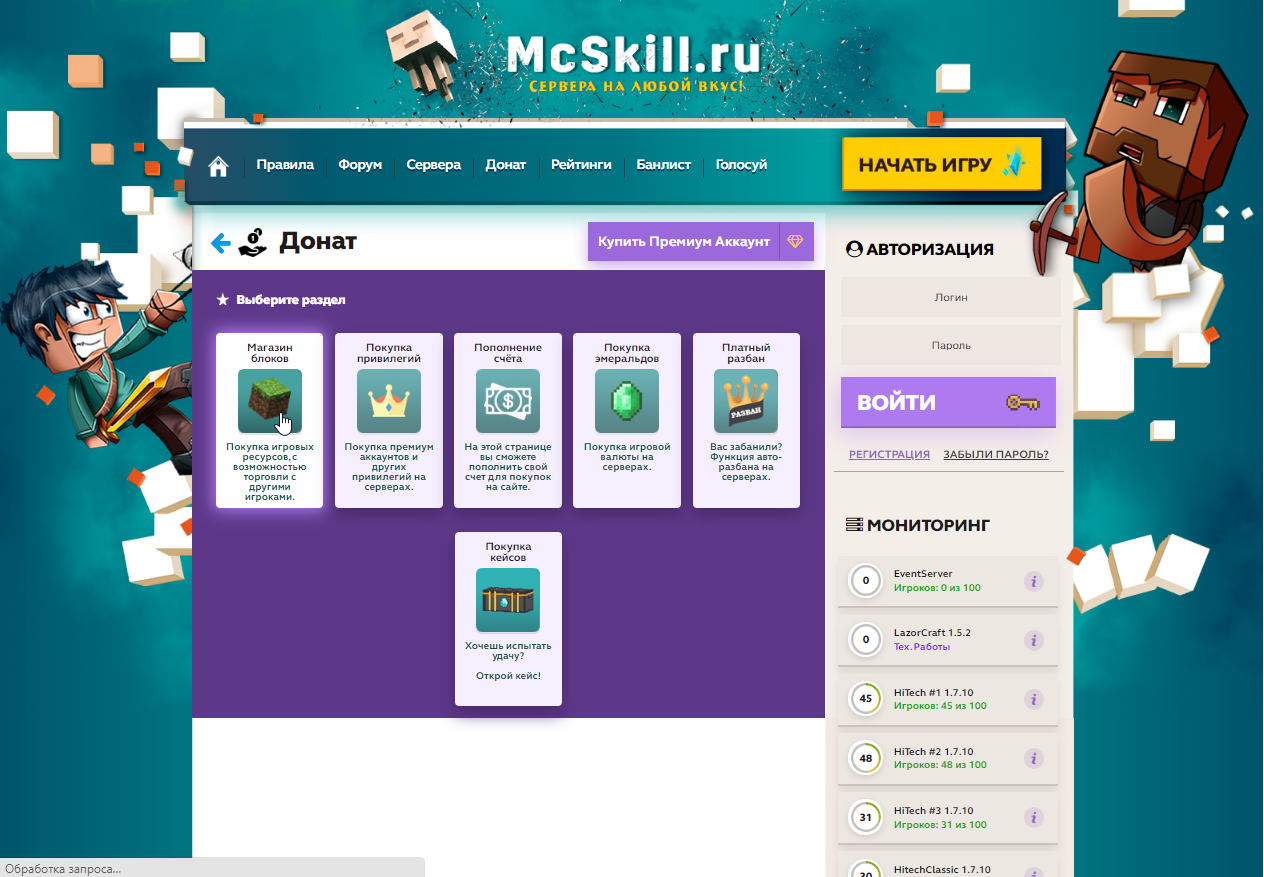 McSkill.ru
СЕРВЕРА НА ЛЮБОЙ ВКУС!
Правила Форум Сервера Донат Рейтинги Банлист Голосуй
НАЧАТЬ ИГРУ
Донат
Купить Премиум Аккаунт
Выберите раздел
Магазин
блоков
Покупка игровых
ресурсов, с
возможностью
торговли с
другими
игроками.
Покупка
привилегий
Покупка премиум
аккаунтов и
других
привилегий на
серверах.
Пополнение
счёта
На этой странице
вы сможете
пополнить свой
счет для покупок
на сайте.
Покупка
эмеральдов
Покупка игровой
валюты на
серверах.
Платный
разбан
РАЗБАН
Вас забанили?
Функция авто-
разбана на
серверах.
Покупка
кейсов
Хочешь испытать
удачу?
Открой кейс!
АВТОРИЗАЦИЯ
Логин
Пароль
ВОЙТИ
РЕГИСТРАЦИЯ ЗАБЫЛИ ПАРОЛЬ?
МОНИТОРИНГ
0
EventServer
Игроков: 0 из 100
i
0
LazorCraft 1.5.2
Тех.Работы
i
45
HiTech #1 1.7.10
Игроков: 45 из 100
i
48
HiTech #2 1.7.10
Игроков: 48 из 100
i
31
HiTech #3 1.7.10
Игроков: 31 из 100
i
30
HitechClassic 1.7.10
Обработка запроса...